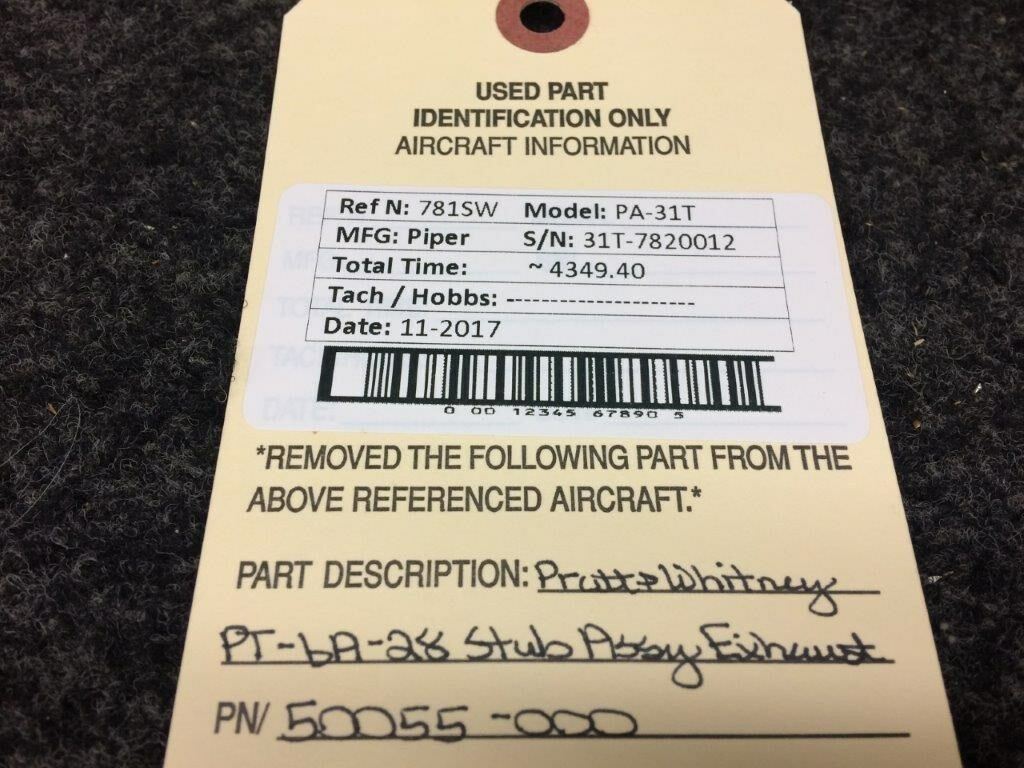 USED PART
IDENTIFICATION ONLY
AIRCRAFT INFORMATION
Ref N: 781SW Model: PA-31T
MFG: Piper S/N: 31T-7820012
Total Time: ~ 4349.40
Tach / Hobbs: ---------------------
Date: 11-2017
0 00 12345 67890 5
*REMOVED THE FOLLOWING PART FROM THE
ABOVE REFERENCED AIRCRAFT.*
PART DESCRIPTION: Pratt & Whitney
PT-6A-28 Stub Assy Exhaust
PN/ 50055-000